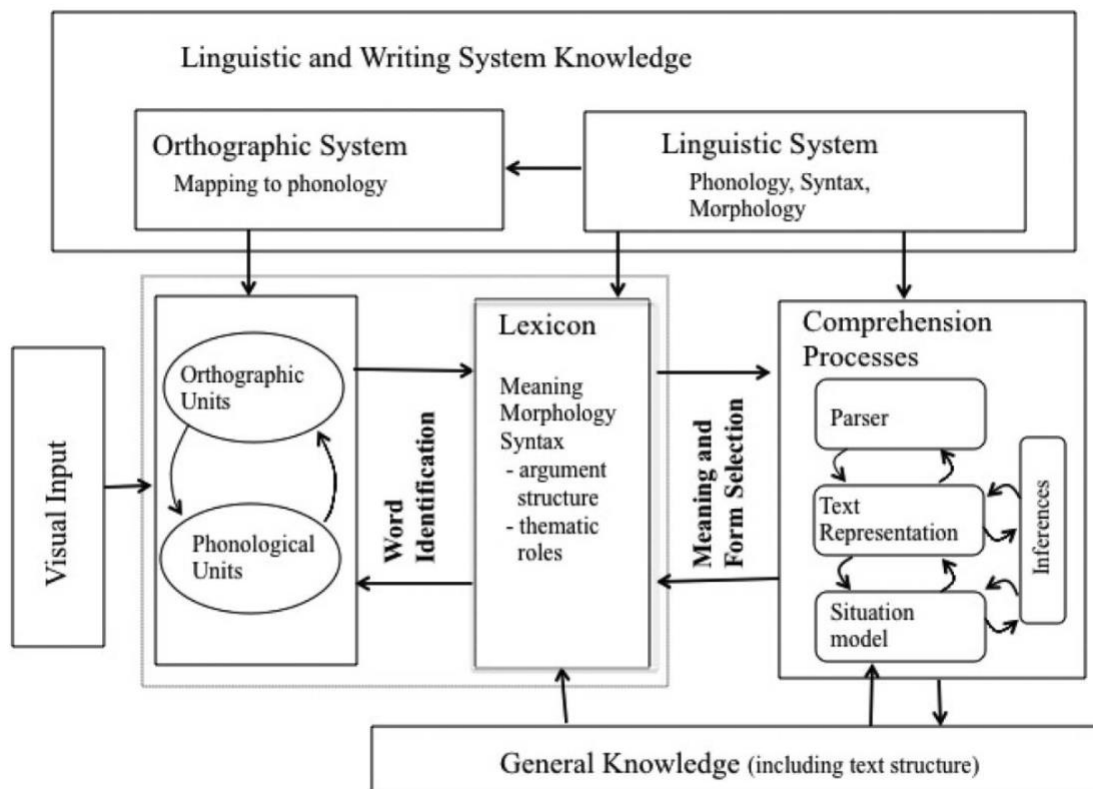 Linguistic and Writing System Knowledge
Orthographic System
Mapping to phonology
Linguistic System
Phonology, Syntax,
Morphology
Visual Input
Orthographic
Units
Phonological
Units
Word
Identification
Lexicon
Meaning
Morphology
Syntax
- argument
structure
- thematic
roles
Meaning and
Form Selection
Comprehension
Processes
Parser
Text
Representation
Situation
model
Inferences
General Knowledge (including text structure)